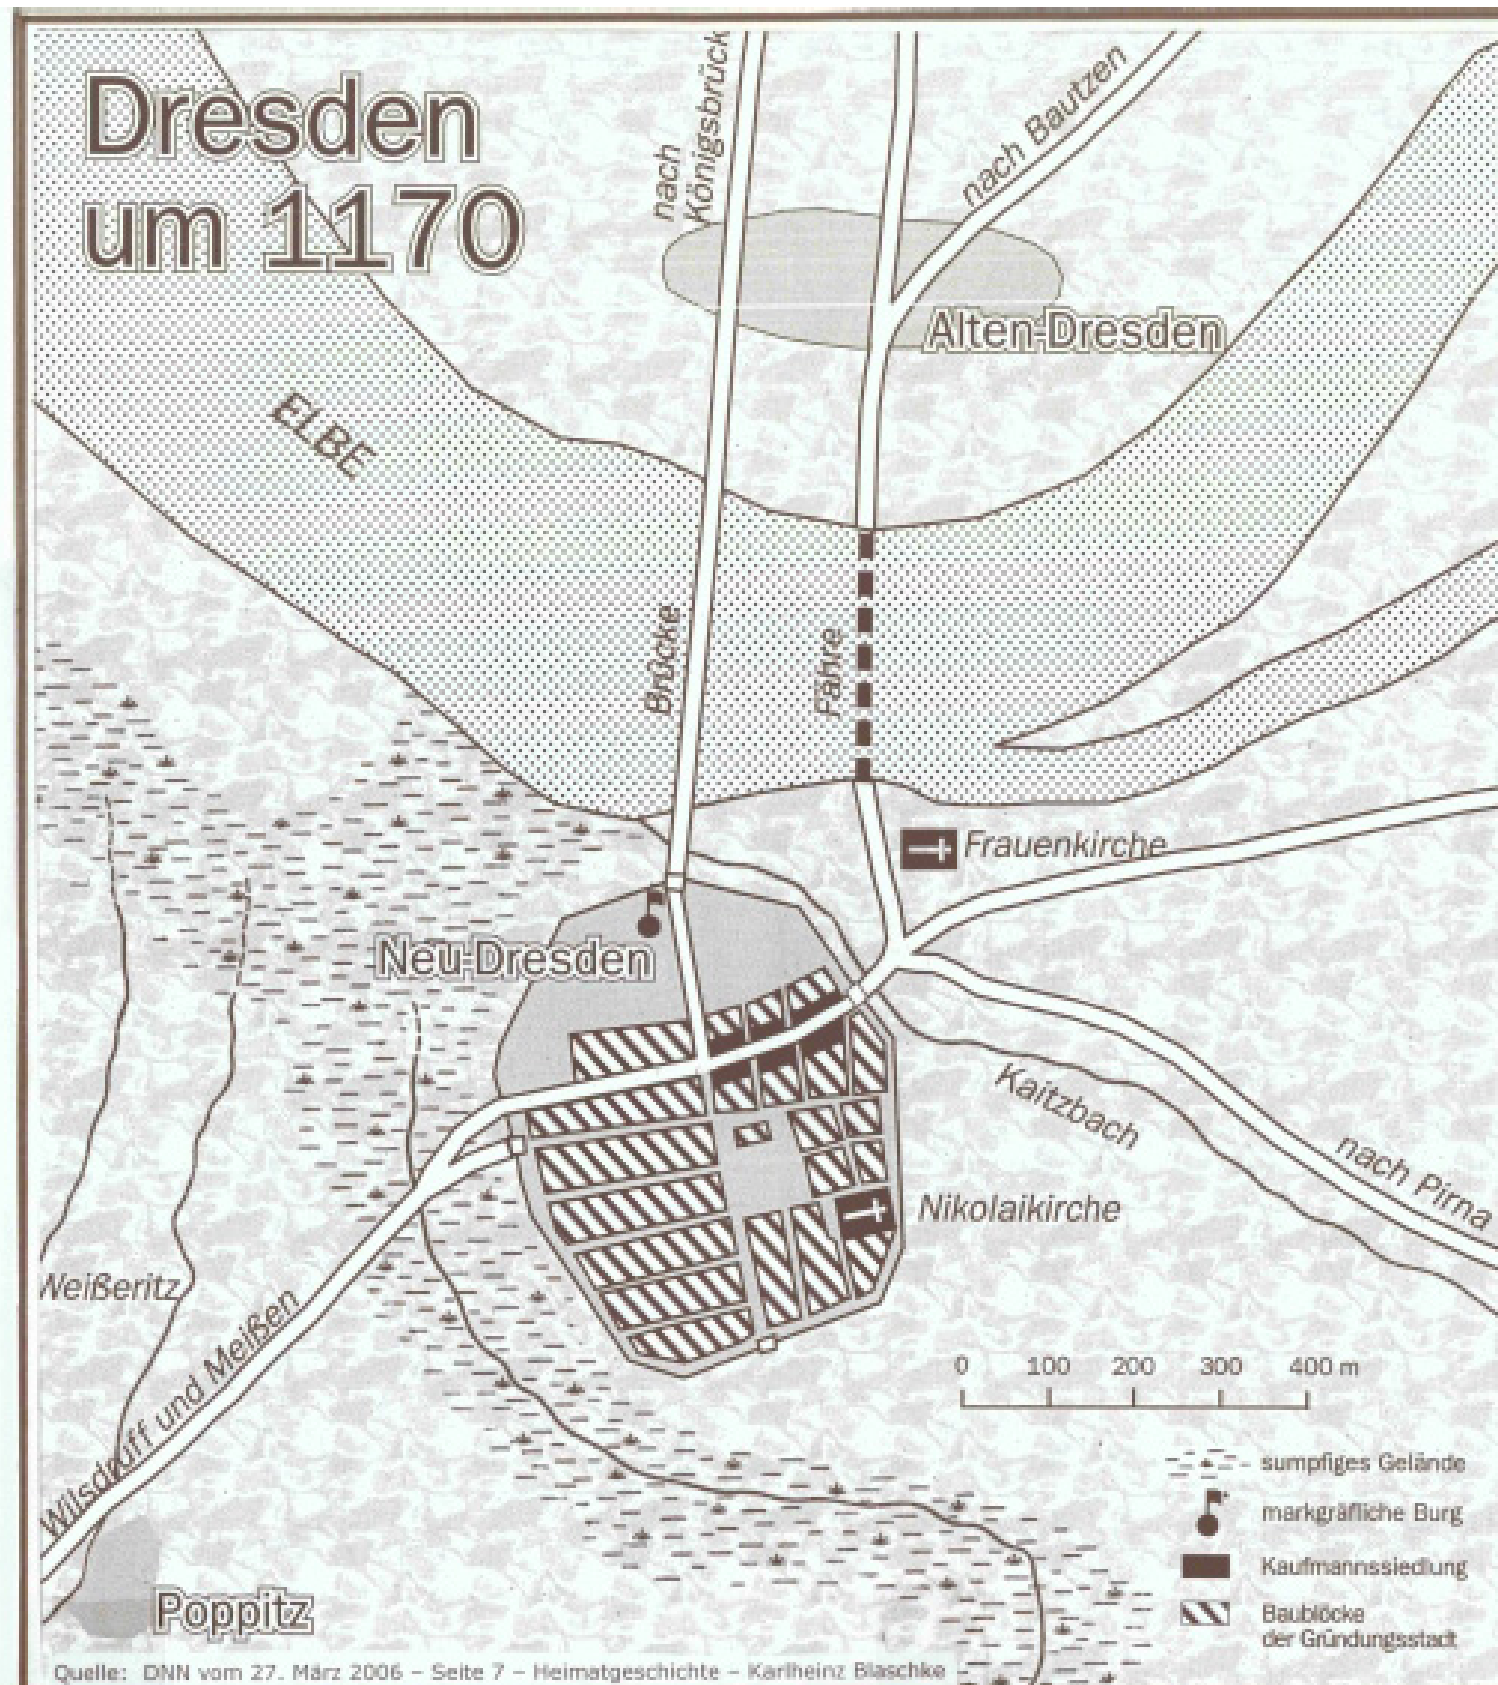 Dresden
um 1170
nach
Königsbrück
nach Bautzen
Alten-Dresden
ELBE
Brücke
Fähre
Frauenkirche
Neu-Dresden
Kaitzbach
nach Pirna
Nikolaikirche
Weißeritz
Wilsdruff und Meißen
0 100 200 300 400 m
sumpfiges Gelände
markgräfliche Burg
Kaufmannssiedlung
Baublöcke
der Gründungsstadt
Poppitz
Quelle: DNN vom 27. März 2006 – Seite 7 – Heimatgeschichte – Karlheinz Blaschke